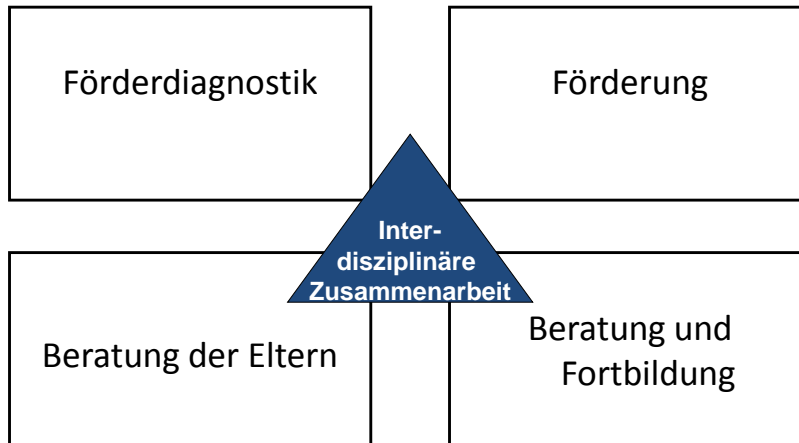 Förderdiagnostik
Förderung
Inter-
disziplinäre
Zusammenarbeit
Beratung der Eltern
Beratung und
Fortbildung